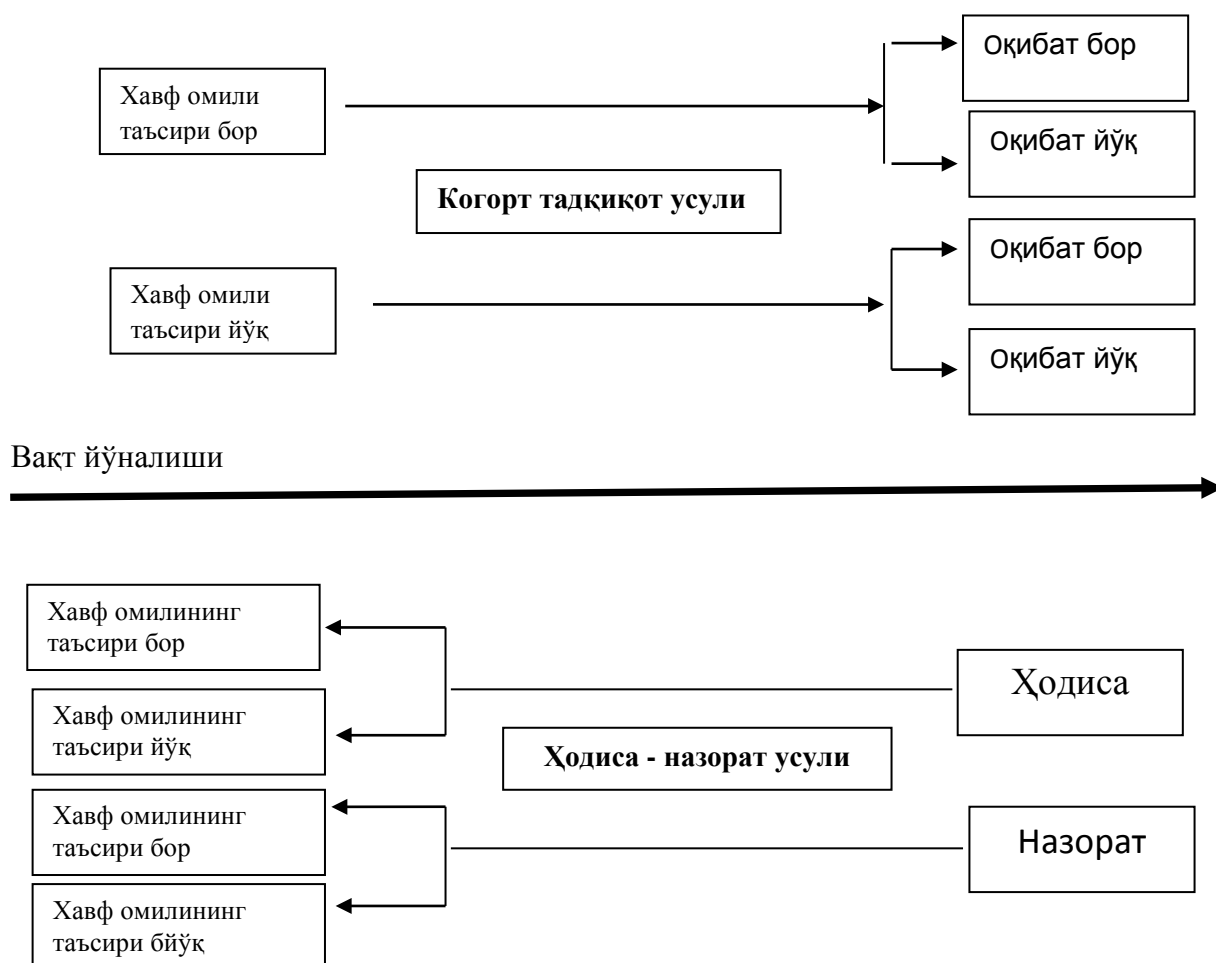 Хавф омили
таъсири бор
Оқибат бор
Оқибат йўқ
Когорт тадқиқот усули
Хавф омили
таъсири йўқ
Оқибат бор
Оқибат йўқ
Вақт йўналиши
Хавф омилининг
таъсири бор
Хавф омилининг
таъсири йўқ
Ҳодиса
Ҳодиса - назорат усули
Хавф омилининг
таъсири бор
Хавф омилининг
таъсири бйўқ
Назорат